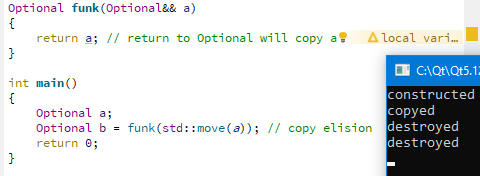 Optional funk(Optional&& a)
{
    return a; // return to Optional will copy a local vari…
}
int main()
{
    Optional a;
    Optional b = funk(std::move(a)); // copy elision
    return 0;
}
C:\Qt\Qt5.1
constructed
copyed
destroyed
destroyed